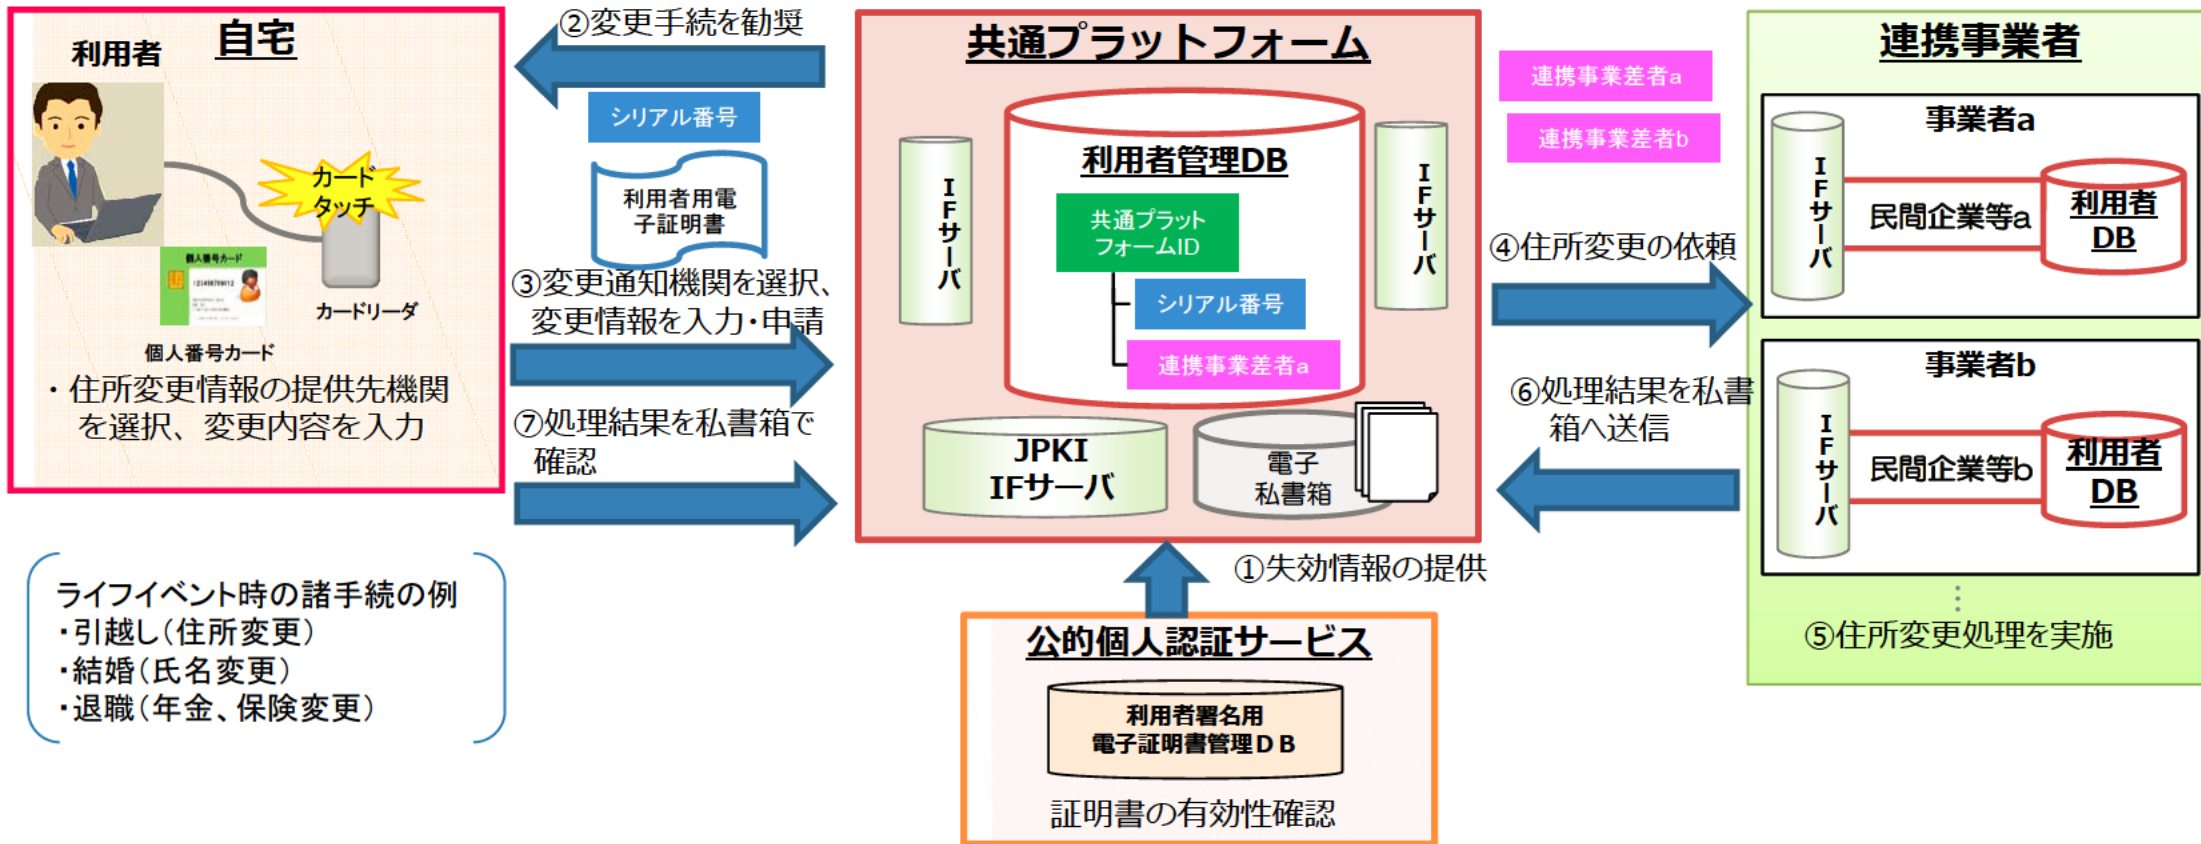 自宅
利用者
カード
タッチ
個人番号カード
123456789012
カードリーダ
個人番号カード
・住所変更情報の提供先機関
を選択、変更内容を入力
②変更手続を勧奨
シリアル番号
利用者用電
子証明書
③変更通知機関を選択、
変更情報を入力・申請
⑦処理結果を私書箱で
確認
共通プラットフォーム
利用者管理DB
IFサーバ
IFサーバ
共通プラット
フォームID
シリアル番号
連携事業差者a
JPKI
IFサーバ
電子
私書箱
連携事業差者a
連携事業差者b
④住所変更の依頼
⑥処理結果を私書
箱へ送信
連携事業者
事業者a
IFサーバ
民間企業等a
利用者
DB
事業者b
IFサーバ
民間企業等b
利用者
DB
⑤住所変更処理を実施
①失効情報の提供
公的個人認証サービス
利用者署名用
電子証明書管理DB
証明書の有効性確認
ライフイベント時の諸手続の例
・引越し(住所変更)
・結婚(氏名変更)
・退職(年金、保険変更)